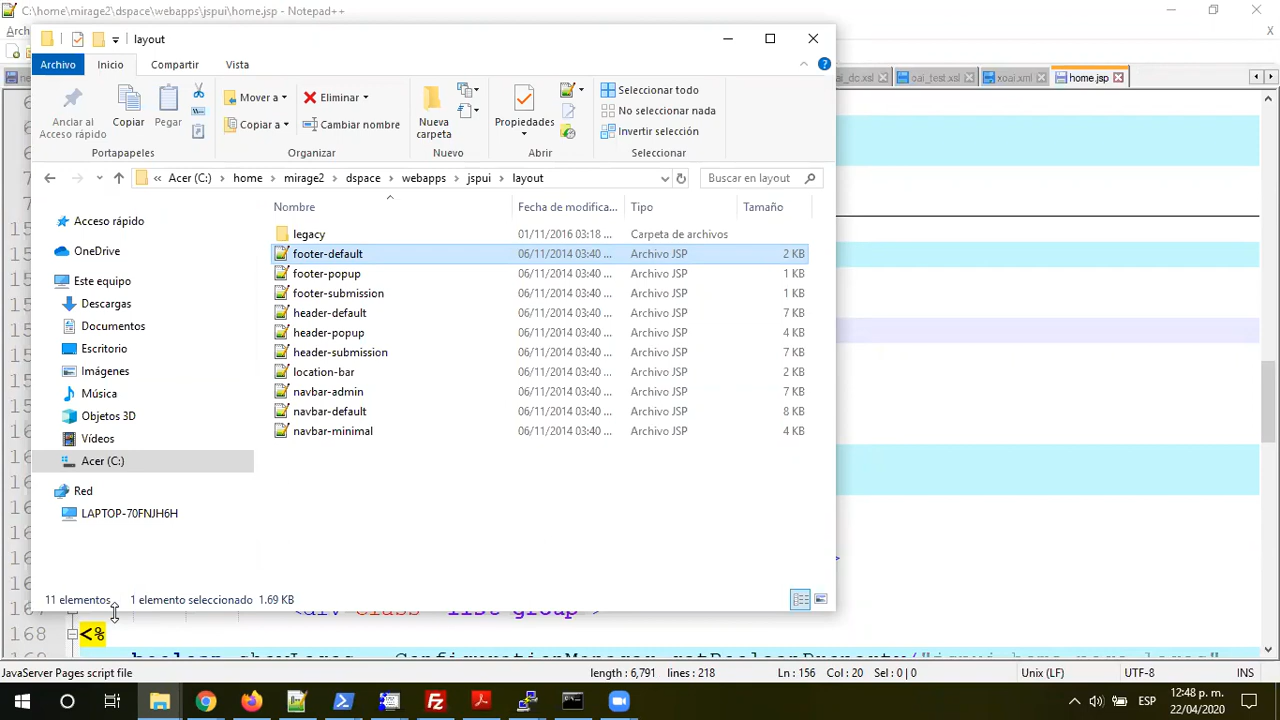 C:\home\mirage2\dspace\webapps\jspui\home.jsp - Notepad++
layout
Archivo Inicio Compartir Vista
Anclar al Acceso rápido
Copiar
Pegar
Portapapeles
Mover a
Copiar a
Eliminar
Cambiar nombre
Organizar
Nueva carpeta
Nuevo
Propiedades
Abrir
Seleccionar todo
No seleccionar nada
Invertir selección
Seleccionar
oai_test.xsl xoai.xml home.jsp
« Acer (C:) › home › mirage2 › dspace › webapps › jspui › layout
Buscar en layout
Acceso rápido
OneDrive
Este equipo
Descargas
Documentos
Escritorio
Imágenes
Música
Objetos 3D
Vídeos
Acer (C:)
Red
LAPTOP-70FNJH6H
Nombre Fecha de modifica... Tipo Tamaño
legacy 01/11/2016 03:18 ... Carpeta de archivos
footer-default 06/11/2014 03:40 ... Archivo JSP 2 KB
footer-popup 06/11/2014 03:40 ... Archivo JSP 1 KB
footer-submission 06/11/2014 03:40 ... Archivo JSP 1 KB
header-default 06/11/2014 03:40 ... Archivo JSP 7 KB
header-popup 06/11/2014 03:40 ... Archivo JSP 4 KB
header-submission 06/11/2014 03:40 ... Archivo JSP 7 KB
location-bar 06/11/2014 03:40 ... Archivo JSP 2 KB
navbar-admin 06/11/2014 03:40 ... Archivo JSP 7 KB
navbar-default 06/11/2014 03:40 ... Archivo JSP 8 KB
navbar-minimal 06/11/2014 03:40 ... Archivo JSP 4 KB
11 elementos 1 elemento seleccionado 1.69 KB
168 <%
JavaServer Pages script file length : 6,791 lines : 218 Ln : 156 Col : 20 Sel : 0 | 0 Unix (LF) UTF-8 INS
ESP
12:48 p. m.
22/04/2020